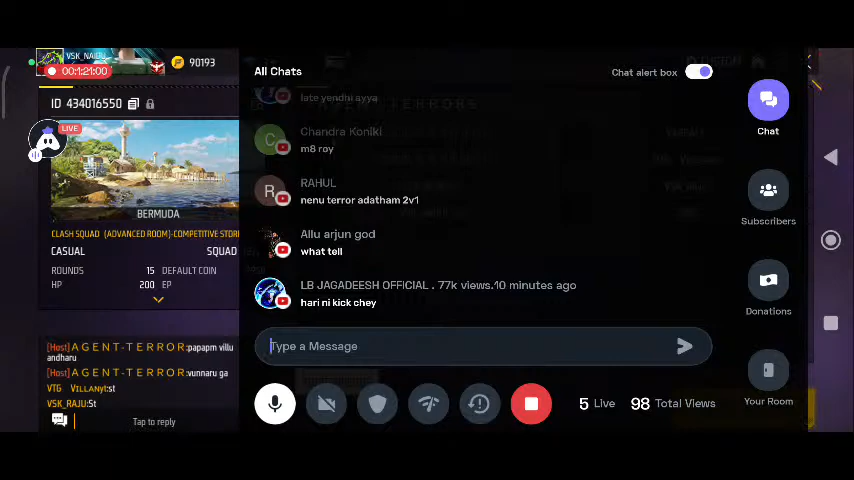 VSK_NAIDU
00:1:21:00
90193
ID 434016550
LIVE
BERMUDA
CLASH SQUAD (ADVANCED ROOM)-COMPETITIVE STOR
CASUAL SQUAD
ROUNDS 15 DEFAULT COIN
HP 200 EP
[Host] A G E N T - T E R R O R :papapm villu
andharu
[Host] A G E N T - T E R R O R :vunnaru ga
VTG VILLANyt:st
VSK_RAJU:St
Tap to reply
All Chats
Chat alert box
late yendhi ayya
C
Chandra Koniki
m8 roy
R
RAHUL
nenu terror adatham 2v1
Allu arjun god
what tell
LB JAGADEESH OFFICIAL . 77k views.10 minutes ago
hari ni kick chey
Type a Message
5 Live 98 Total Views
Chat
Subscribers
Donations
Your Room